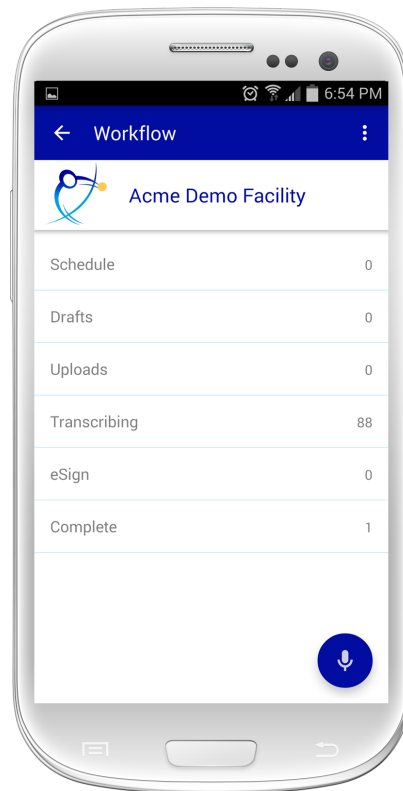 6:54 PM
Workflow
Acme Demo Facility
Schedule 0
Drafts 0
Uploads 0
Transcribing 88
eSign 0
Complete 1